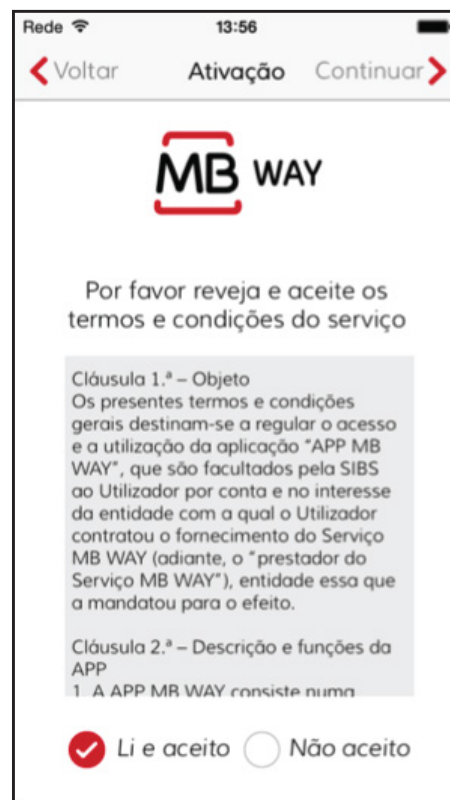 Rede 13:56
Voltar Ativação Continuar
MB WAY
Por favor reveja e aceite os
termos e condições do serviço
Cláusula 1.ª – Objeto
Os presentes termos e condições
gerais destinam-se a regular o acesso
e a utilização da aplicação "APP MB
WAY", que são facultados pela SIBS
ao Utilizador por conta e no interesse
da entidade com a qual o Utilizador
contratou o fornecimento do Serviço
MB WAY (adiante, o "prestador do
Serviço MB WAY"), entidade essa que
a mandatou para o efeito.
Cláusula 2.ª – Descrição e funções da
APP
1. A APP MB WAY consiste numa
Li e aceito Não aceito